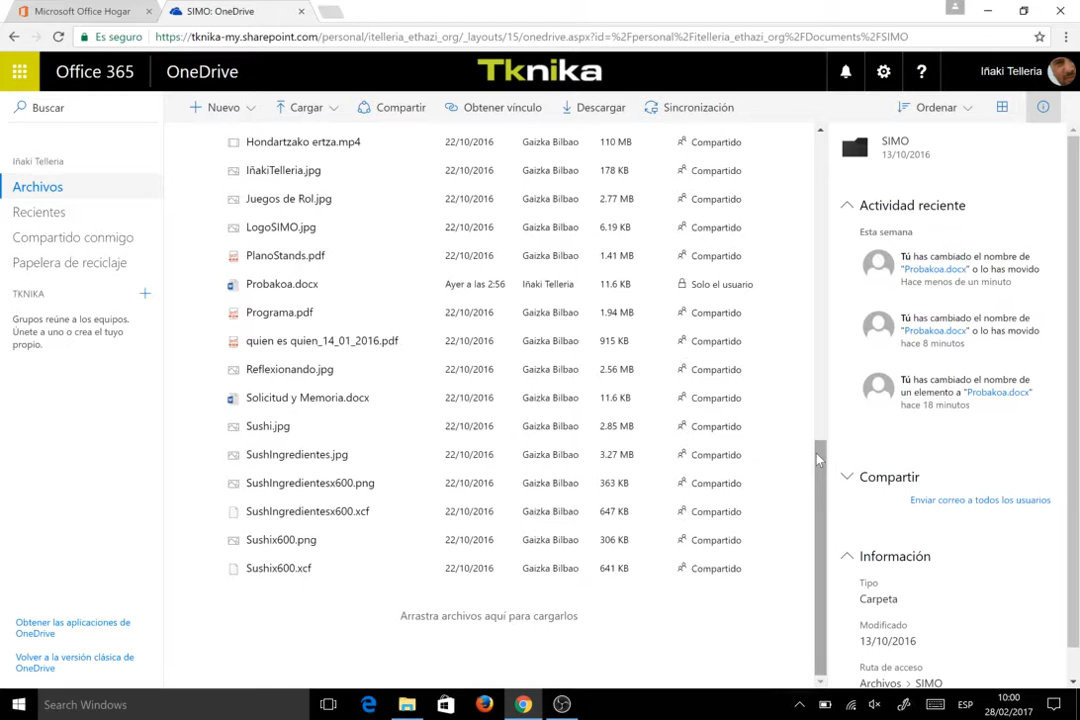 Microsoft Office Hogar
SIMO: OneDrive
Es seguro
https://tknika-my.sharepoint.com/personal/itelleria_ethazi_org/_layouts/15/onedrive.aspx?id=%2Fpersonal%2Fitelleria_ethazi_org%2FDocuments%2FSIMO
Office 365
OneDrive
Tknika
Iñaki Telleria
Buscar
Nuevo
Cargar
Compartir
Obtener vínculo
Descargar
Sincronización
Ordenar
Iñaki Telleria
Archivos
Recientes
Compartido conmigo
Papelera de reciclaje
TKNIKA
Grupos reúne a los equipos.
Únete a uno o crea el tuyo
propio.
Obtener las aplicaciones de
OneDrive
Volver a la versión clásica de
OneDrive
Hondartzako ertza.mp4 22/10/2016 Gaizka Bilbao 110 MB Compartido
IñakiTelleria.jpg 22/10/2016 Gaizka Bilbao 178 KB Compartido
Juegos de Rol.jpg 22/10/2016 Gaizka Bilbao 2.77 MB Compartido
LogoSIMO.jpg 22/10/2016 Gaizka Bilbao 6.19 KB Compartido
PlanoStands.pdf 22/10/2016 Gaizka Bilbao 1.41 MB Compartido
Probakoa.docx Ayer a las 2:56 Iñaki Telleria 11.6 KB Solo el usuario
Programa.pdf 22/10/2016 Gaizka Bilbao 1.94 MB Compartido
quien es quien_14_01_2016.pdf 22/10/2016 Gaizka Bilbao 915 KB Compartido
Reflexionando.jpg 22/10/2016 Gaizka Bilbao 2.56 MB Compartido
Solicitud y Memoria.docx 22/10/2016 Gaizka Bilbao 11.6 KB Compartido
Sushi.jpg 22/10/2016 Gaizka Bilbao 2.85 MB Compartido
SushIngredientes.jpg 22/10/2016 Gaizka Bilbao 3.27 MB Compartido
SushIngredientesx600.png 22/10/2016 Gaizka Bilbao 363 KB Compartido
SushIngredientesx600.xcf 22/10/2016 Gaizka Bilbao 647 KB Compartido
Sushix600.png 22/10/2016 Gaizka Bilbao 306 KB Compartido
Sushix600.xcf 22/10/2016 Gaizka Bilbao 641 KB Compartido
Arrastra archivos aquí para cargarlos
SIMO
13/10/2016
Actividad reciente
Esta semana
Tú has cambiado el nombre de
"Probakoa.docx" o lo has movido
Hace menos de un minuto
Tú has cambiado el nombre de
"Probakoa.docx" o lo has movido
hace 8 minutos
Tú has cambiado el nombre de
un elemento a "Probakoa.docx"
hace 18 minutos
Compartir
Enviar correo a todos los usuarios
Información
Tipo
Carpeta
Modificado
13/10/2016
Ruta de acceso
Archivos > SIMO
Search Windows
ESP
10:00
28/02/2017